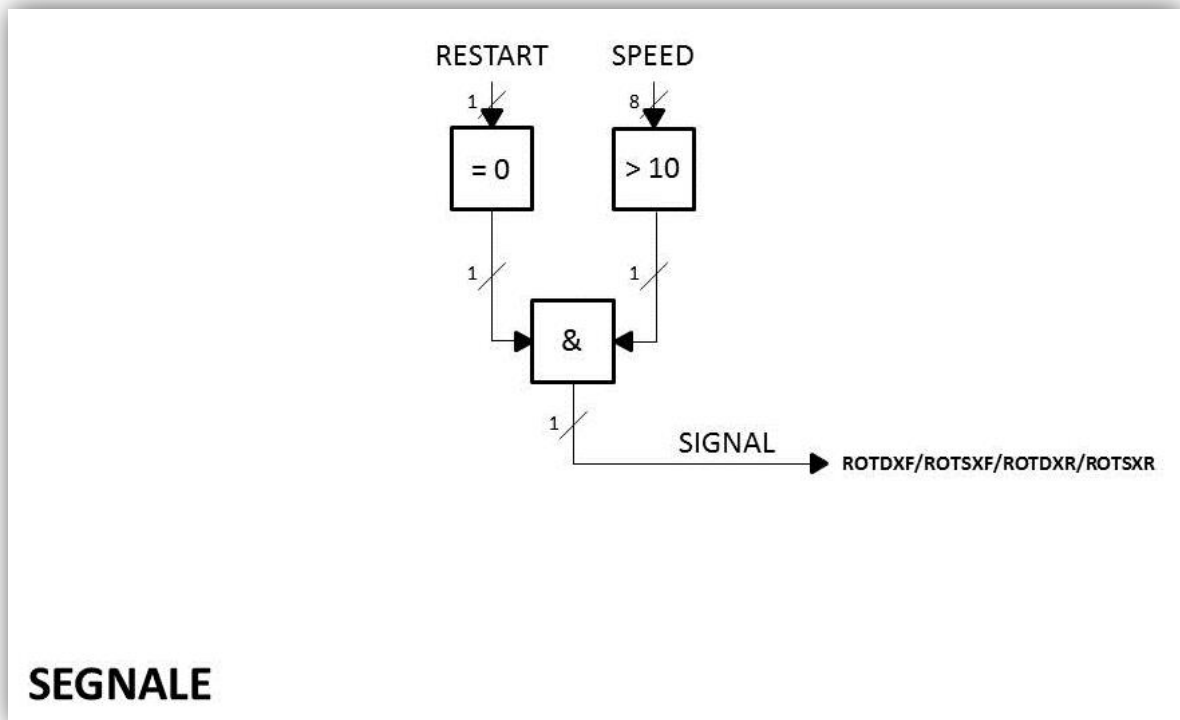 RESTART SPEED
1 8
= 0 > 10
1 1
&
1
SIGNAL
ROTDXF/ROTSXF/ROTDXR/ROTSXR
SEGNALE